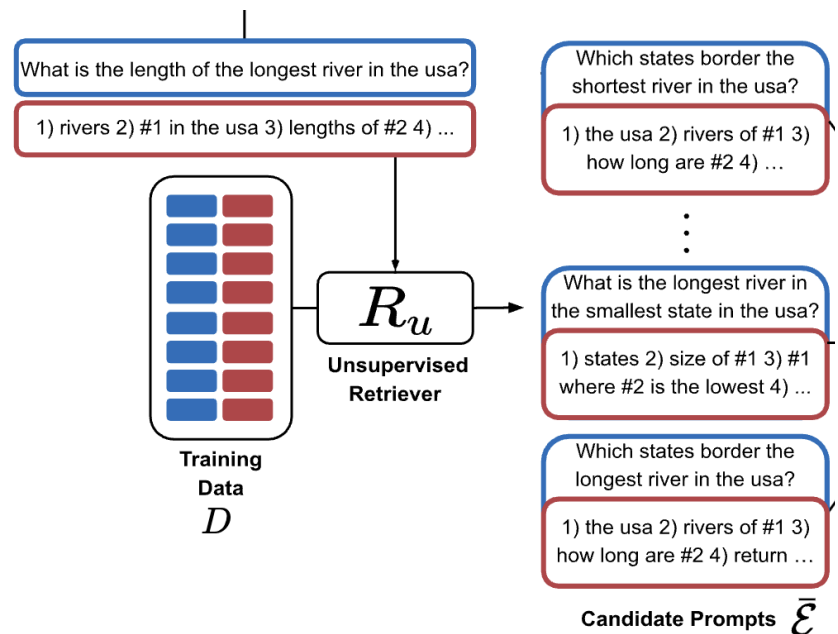 What is the length of the longest river in the usa?
1) rivers 2) #1 in the usa 3) lengths of #2 4) ...
R_u
Unsupervised
Retriever
Training
Data
D
Which states border the
shortest river in the usa?
1) the usa 2) rivers of #1 3)
how long are #2 4) …
⋮
What is the longest river in
the smallest state in the usa?
1) states 2) size of #1 3) #1
where #2 is the lowest 4) ...
Which states border the
longest river in the usa?
1) the usa 2) rivers of #1 3)
how long are #2 4) return …
Candidate Prompts ℰ̄